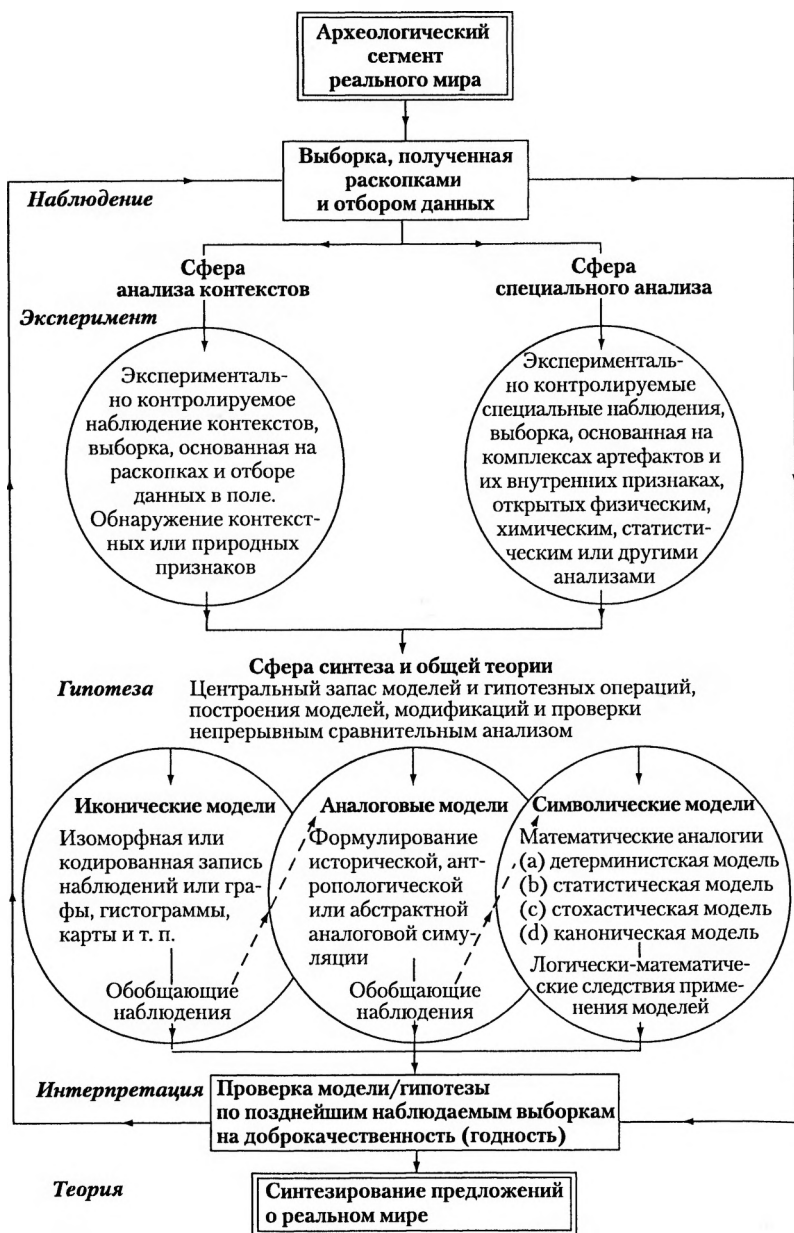 Археологический
сегмент
реального мира
Выборка, полученная
раскопками
и отбором данных
Наблюдение
Сфера
анализа контекстов
Сфера
специального анализа
Эксперимент
Эксперименталь-
но контролируемое
наблюдение контекстов,
выборка, основанная на
раскопках и отборе
данных в поле.
Обнаружение контекст-
ных или природных
признаков
Эксперименталь-
но контролируемые
специальные наблюдения,
выборка, основанная на
комплексах артефактов и
их внутренних признаках,
открытых физическим,
химическим, статисти-
ческим или другими
анализами
Сфера синтеза и общей теории
Гипотеза
Центральный запас моделей и гипотезных операций,
построения моделей, модификаций и проверки
непрерывным сравнительным анализом
Иконические модели
Изоморфная или
кодированная запись
наблюдений или гра-
фы, гистограммы,
карты и т. п.
Обобщающие
наблюдения
Аналоговые модели
Формулирование
исторической, ант-
ропологической
или абстрактной
аналоговой симу-
ляции
Обобщающие
наблюдения
Символические модели
Математические аналогии
(a) детерминистская модель
(b) статистическая модель
(c) стохастическая модель
(d) каноническая модель
Логически-математиче-
ские следствия приме-
нения моделей
Интерпретация
Проверка модели/гипотезы
по позднейшим наблюдаемым выборкам
на доброкачественность (годность)
Теория
Синтезирование предложений
о реальном мире